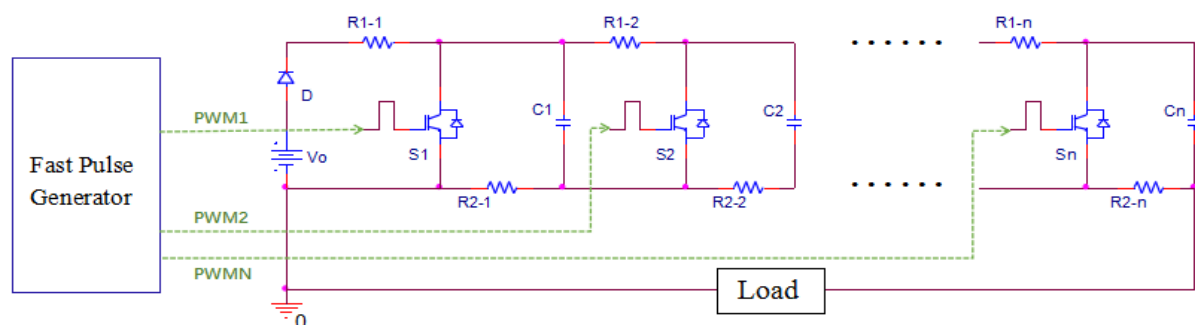 R1-1
R1-2
R1-n
D
PWM1
C1
C2
Cn
S1
S2
Sn
Vo
Fast Pulse
Generator
R2-1
R2-2
R2-n
PWM2
PWMN
Load
0